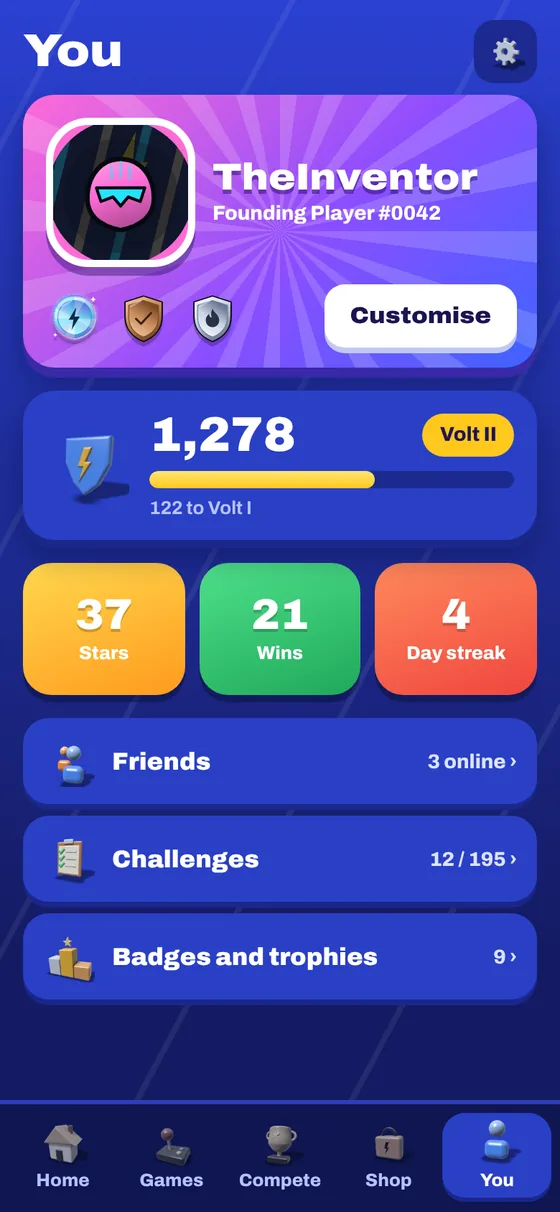 You
TheInventor
Founding Player #0042
Customise
1,278
Volt II
122 to Volt I
37
Stars
21
Wins
4
Day streak
Friends
3 online ›
Challenges
12 / 195 ›
Badges and trophies
9 ›
Home
Games
Compete
Shop
You